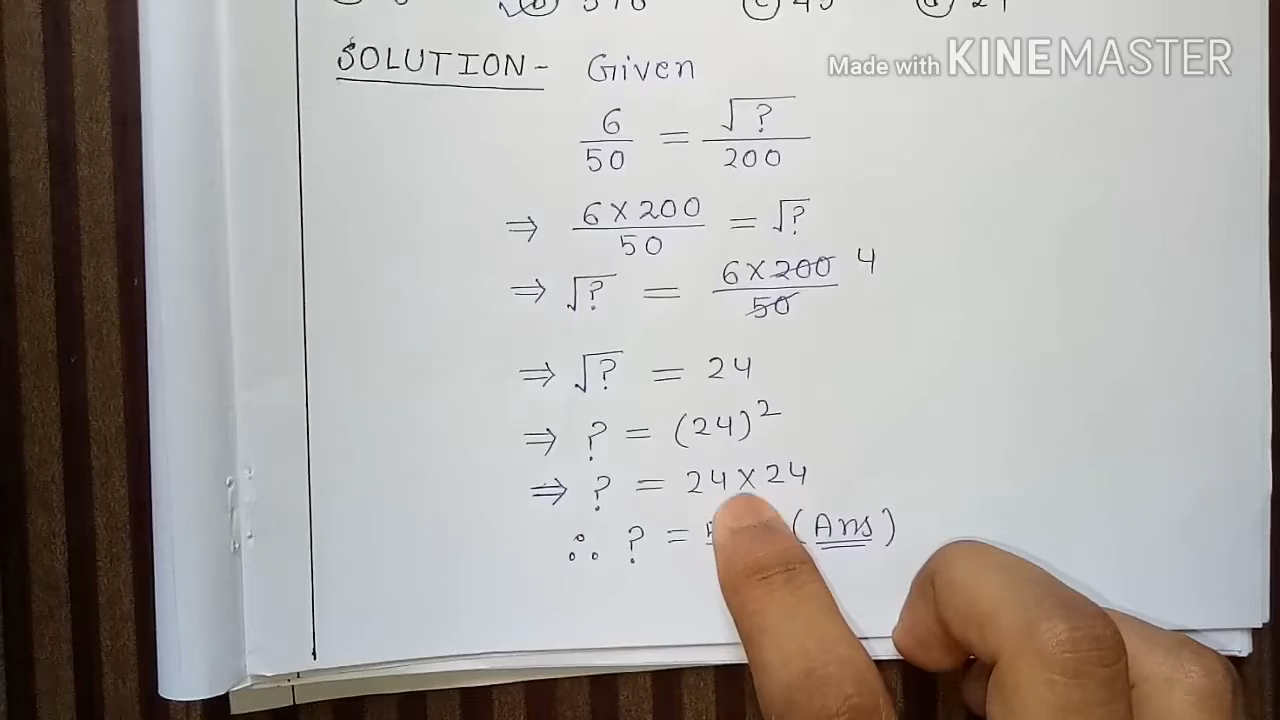 SOLUTION - Given
Made with KINEMASTER
6/50 = √?/200
⇒ 6 × 200/50 = √?
⇒ √? = 6 × 200/50 4
⇒ √? = 24
⇒ ? = (24)²
⇒ ? = 24 × 24
∴ ? = (Ans)